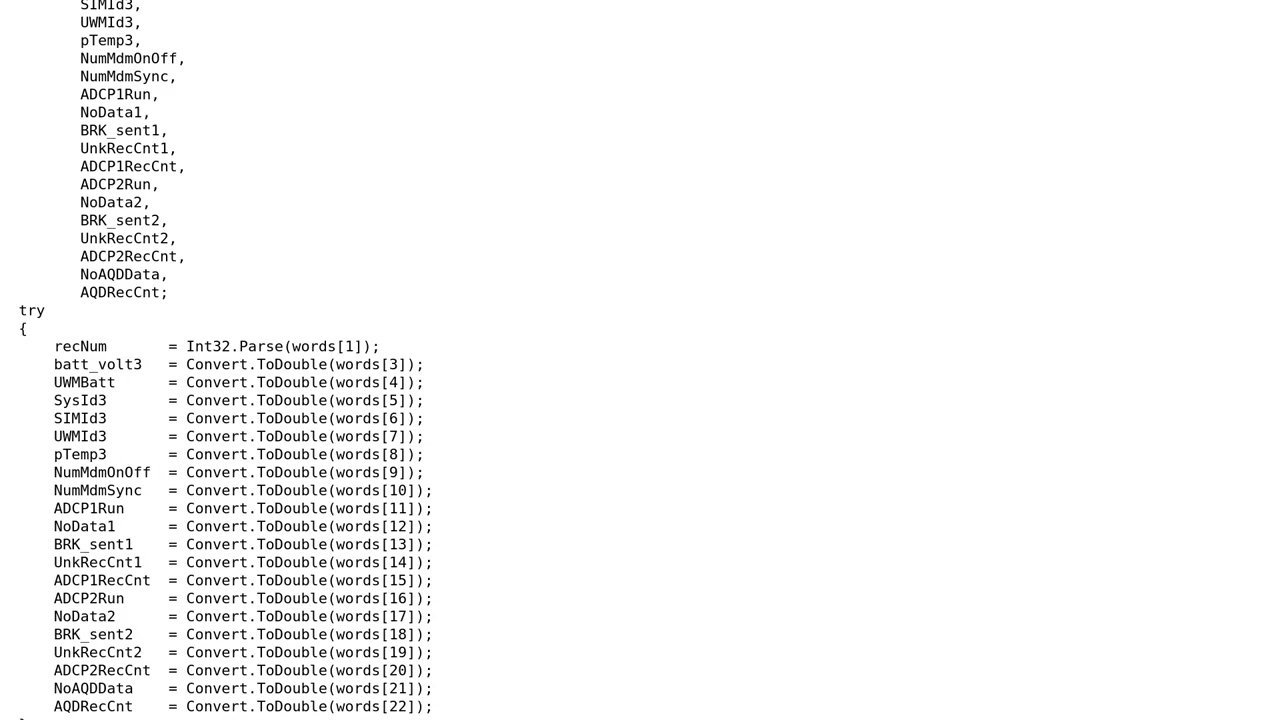 SIMId3,
UWMId3,
pTemp3,
NumMdmOnOff,
NumMdmSync,
ADCP1Run,
NoData1,
BRK_sent1,
UnkRecCnt1,
ADCP1RecCnt,
ADCP2Run,
NoData2,
BRK_sent2,
UnkRecCnt2,
ADCP2RecCnt,
NoAQDData,
AQDRecCnt;
try
{
recNum = Int32.Parse(words[1]);
batt_volt3 = Convert.ToDouble(words[3]);
UWMBatt = Convert.ToDouble(words[4]);
SysId3 = Convert.ToDouble(words[5]);
SIMId3 = Convert.ToDouble(words[6]);
UWMId3 = Convert.ToDouble(words[7]);
pTemp3 = Convert.ToDouble(words[8]);
NumMdmOnOff = Convert.ToDouble(words[9]);
NumMdmSync = Convert.ToDouble(words[10]);
ADCP1Run = Convert.ToDouble(words[11]);
NoData1 = Convert.ToDouble(words[12]);
BRK_sent1 = Convert.ToDouble(words[13]);
UnkRecCnt1 = Convert.ToDouble(words[14]);
ADCP1RecCnt = Convert.ToDouble(words[15]);
ADCP2Run = Convert.ToDouble(words[16]);
NoData2 = Convert.ToDouble(words[17]);
BRK_sent2 = Convert.ToDouble(words[18]);
UnkRecCnt2 = Convert.ToDouble(words[19]);
ADCP2RecCnt = Convert.ToDouble(words[20]);
NoAQDData = Convert.ToDouble(words[21]);
AQDRecCnt = Convert.ToDouble(words[22]);